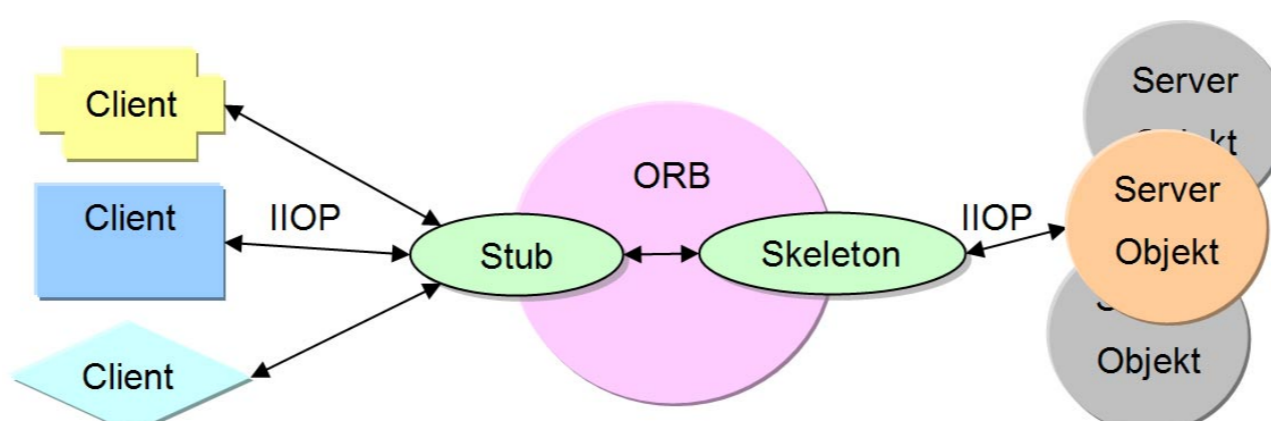 Client
Client
Client
IIOP
Stub
ORB
Skeleton
IIOP
Server
Server
Objekt
Objekt